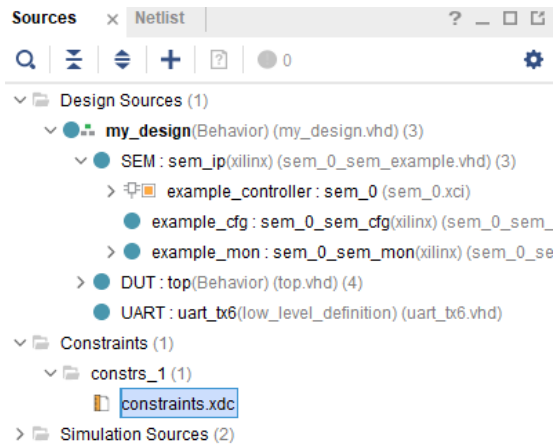 Sources × Netlist ? _
0
Design Sources (1)
my_design(Behavior) (my_design.vhd) (3)
SEM : sem_ip(xilinx) (sem_0_sem_example.vhd) (3)
example_controller : sem_0 (sem_0.xci)
example_cfg : sem_0_sem_cfg(xilinx) (sem_0_sem_
example_mon : sem_0_sem_mon(xilinx) (sem_0_se
DUT : top(Behavior) (top.vhd) (4)
UART : uart_tx6(low_level_definition) (uart_tx6.vhd)
Constraints (1)
constrs_1 (1)
constraints.xdc
Simulation Sources (2)